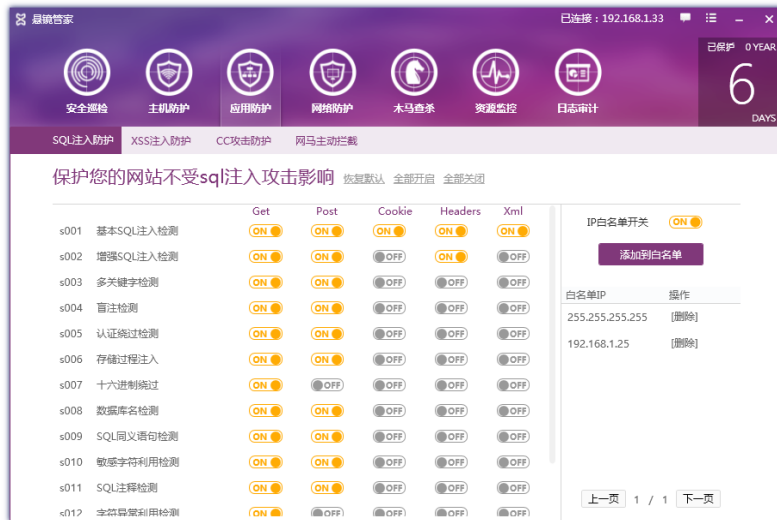 悬镜管家 已连接：192.168.1.33
已保护 0 YEAR
6
DAYS
安全巡检 主机防护 应用防护 网络防护 木马查杀 资源监控 日志审计
SQL注入防护 XSS注入防护 CC攻击防护 网马主动拦截
保护您的网站不受sql注入攻击影响 恢复默认 全部开启 全部关闭
Get Post Cookie Headers Xml
s001 基本SQL注入检测 ON ON ON ON ON
s002 增强SQL注入检测 ON ON OFF ON OFF
s003 多关键字检测 ON ON OFF OFF OFF
s004 盲注检测 ON ON OFF OFF OFF
s005 认证绕过检测 ON ON OFF OFF OFF
s006 存储过程注入 ON ON OFF OFF OFF
s007 十六进制绕过 ON OFF OFF OFF OFF
s008 数据库名检测 ON ON OFF OFF OFF
s009 SQL同义语句检测 ON ON OFF OFF OFF
s010 敏感字符利用检测 ON ON OFF OFF OFF
s011 SQL注释检测 ON ON OFF OFF OFF
s012 字符异常利用检测 ON OFF OFF OFF OFF
IP白名单开关 ON
添加到白名单
白名单IP 操作
255.255.255.255 [删除]
192.168.1.25 [删除]
上一页 1 / 1 下一页